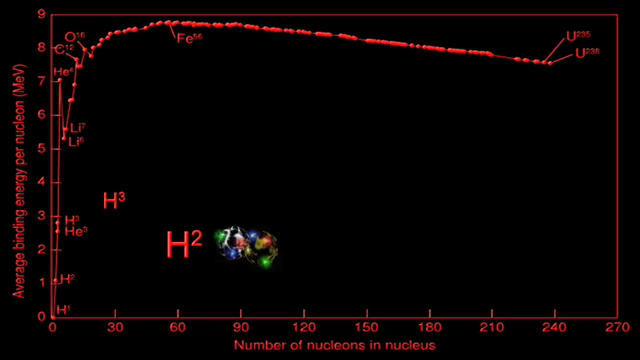 9
8
7
6
5
4
3
2
1
0
Average binding energy per nucleon (MeV)
O¹⁶
C¹²
He⁴
Li⁷
Li⁶
H³
He³
H²
H¹
Fe⁵⁶
U²³⁵
U²³⁸
H³
H²
0 30 60 90 120 150 180 210 240 270
Number of nucleons in nucleus